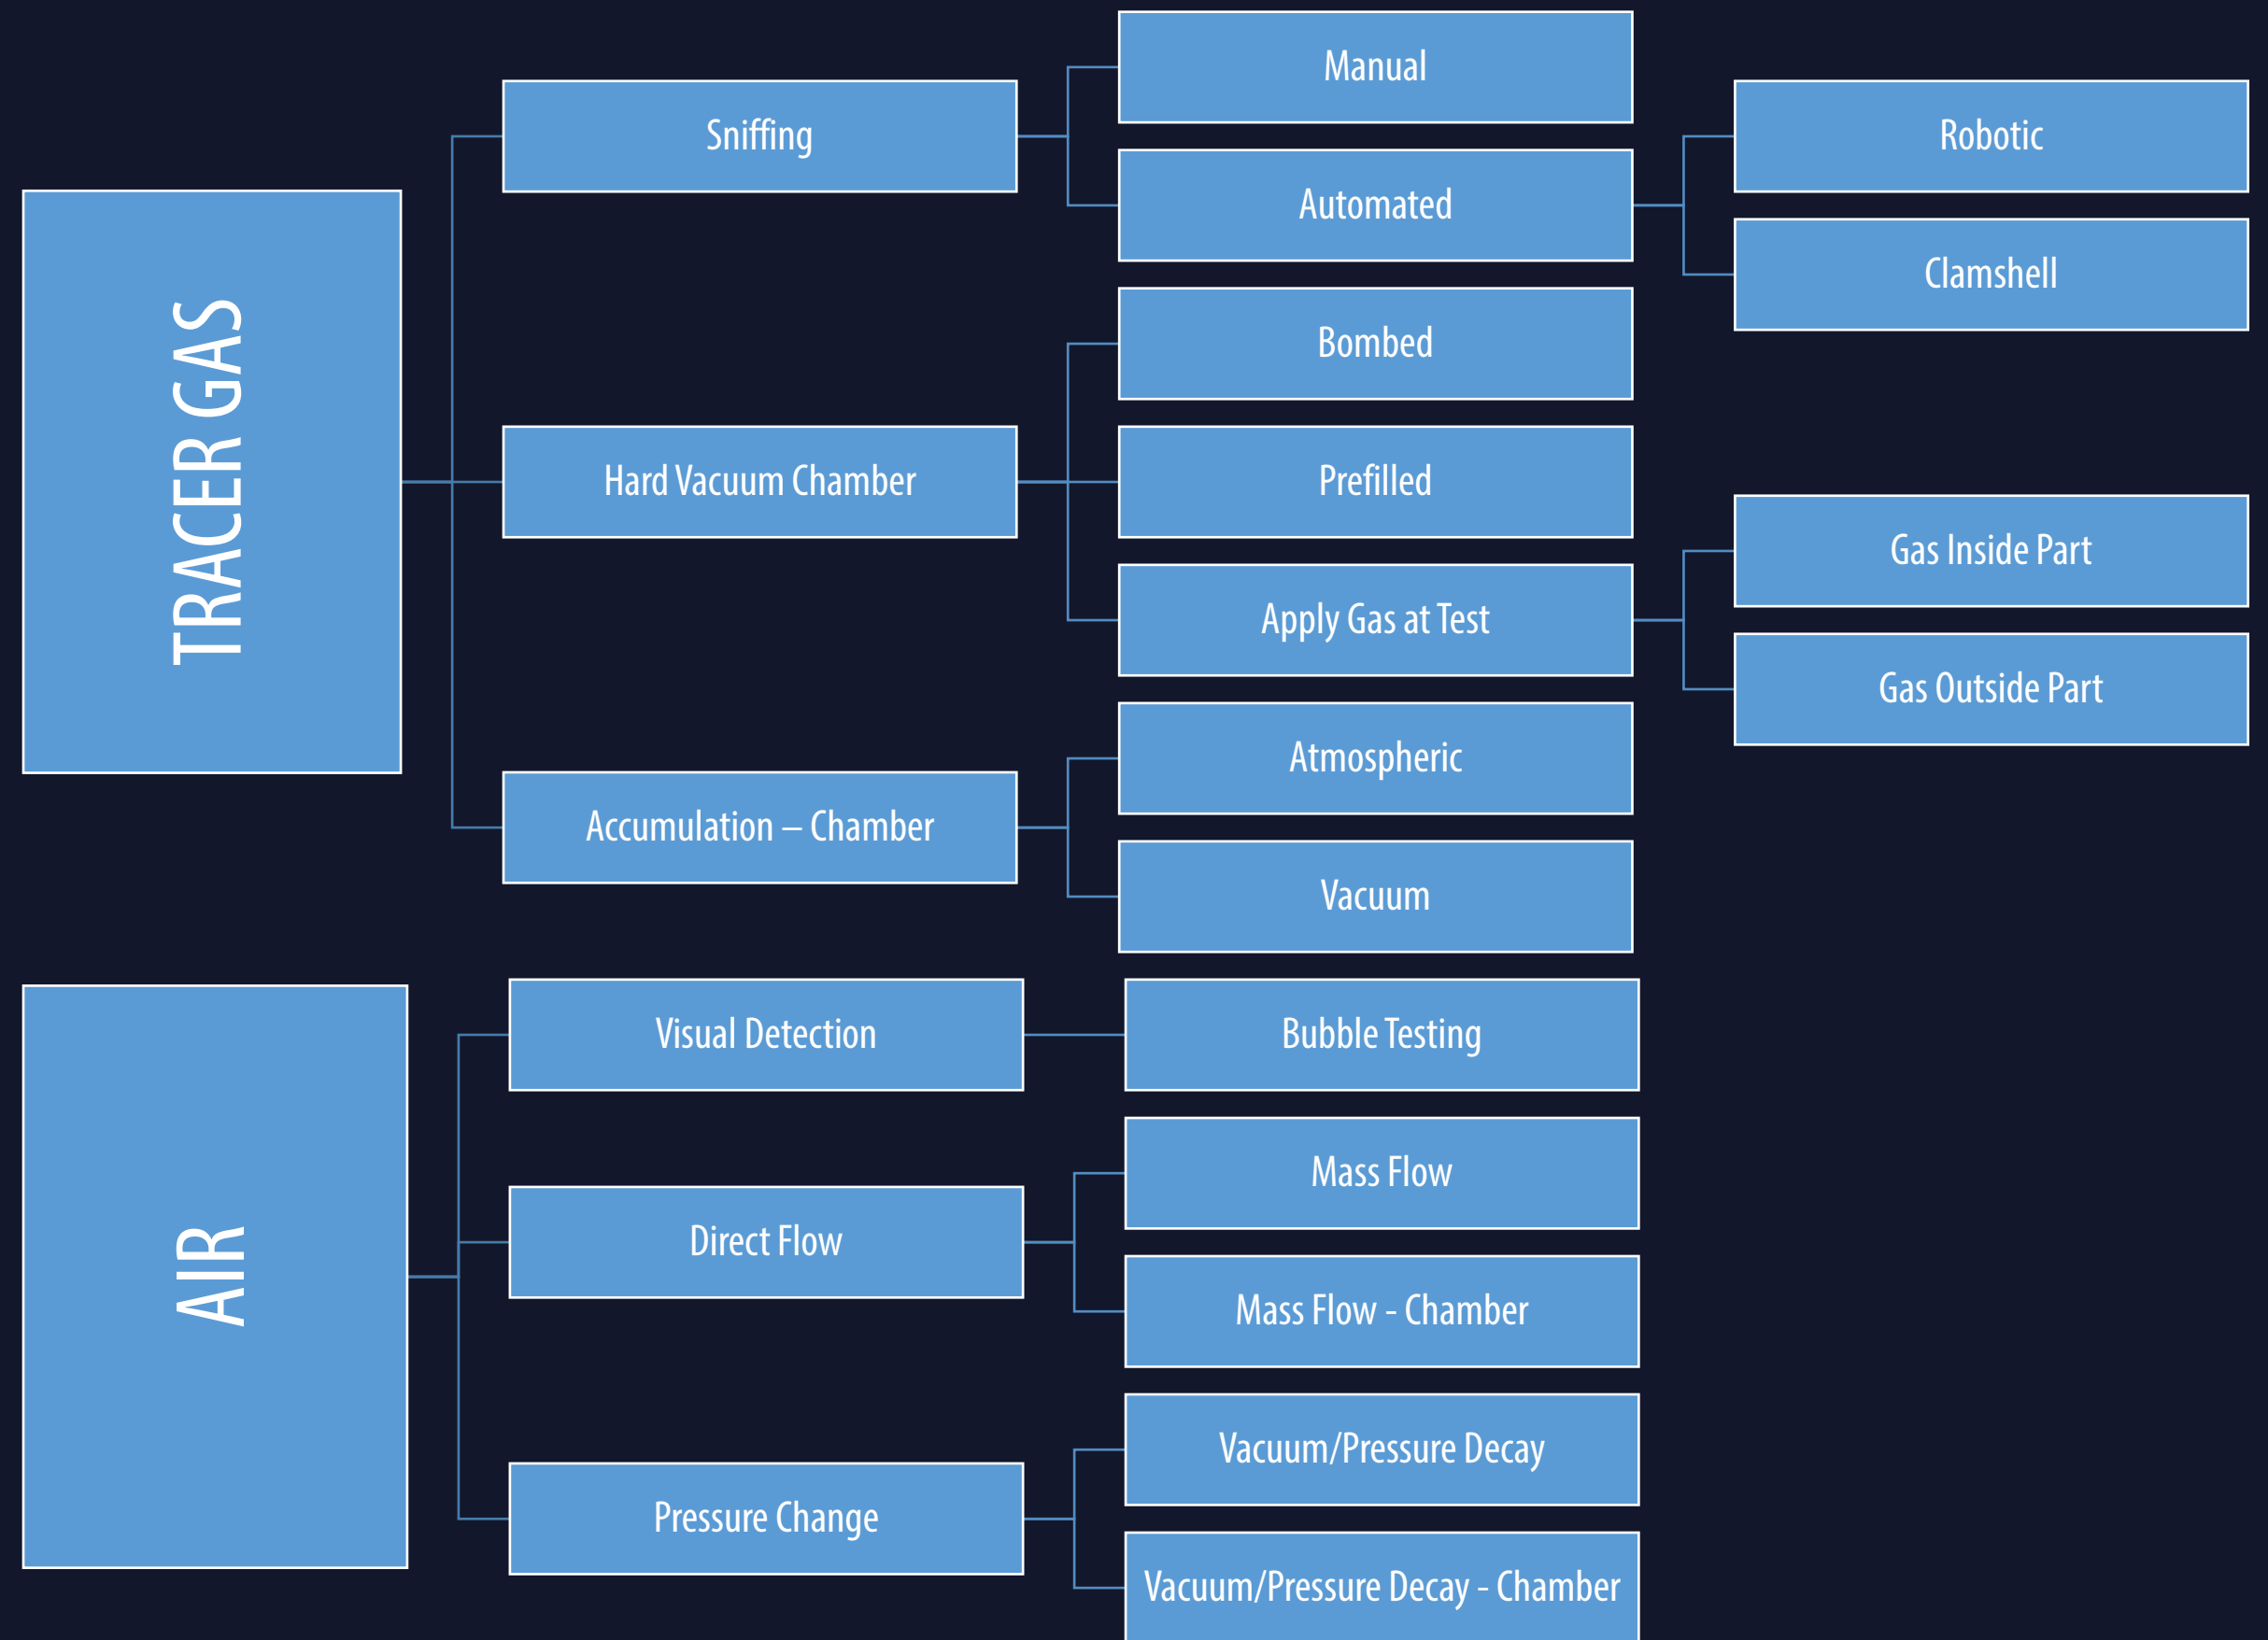 TRACER GAS
Sniffing
Manual
Automated
Robotic
Clamshell
Hard Vacuum Chamber
Bombed
Prefilled
Apply Gas at Test
Gas Inside Part
Gas Outside Part
Accumulation – Chamber
Atmospheric
Vacuum
AIR
Visual Detection
Bubble Testing
Direct Flow
Mass Flow
Mass Flow - Chamber
Pressure Change
Vacuum/Pressure Decay
Vacuum/Pressure Decay - Chamber